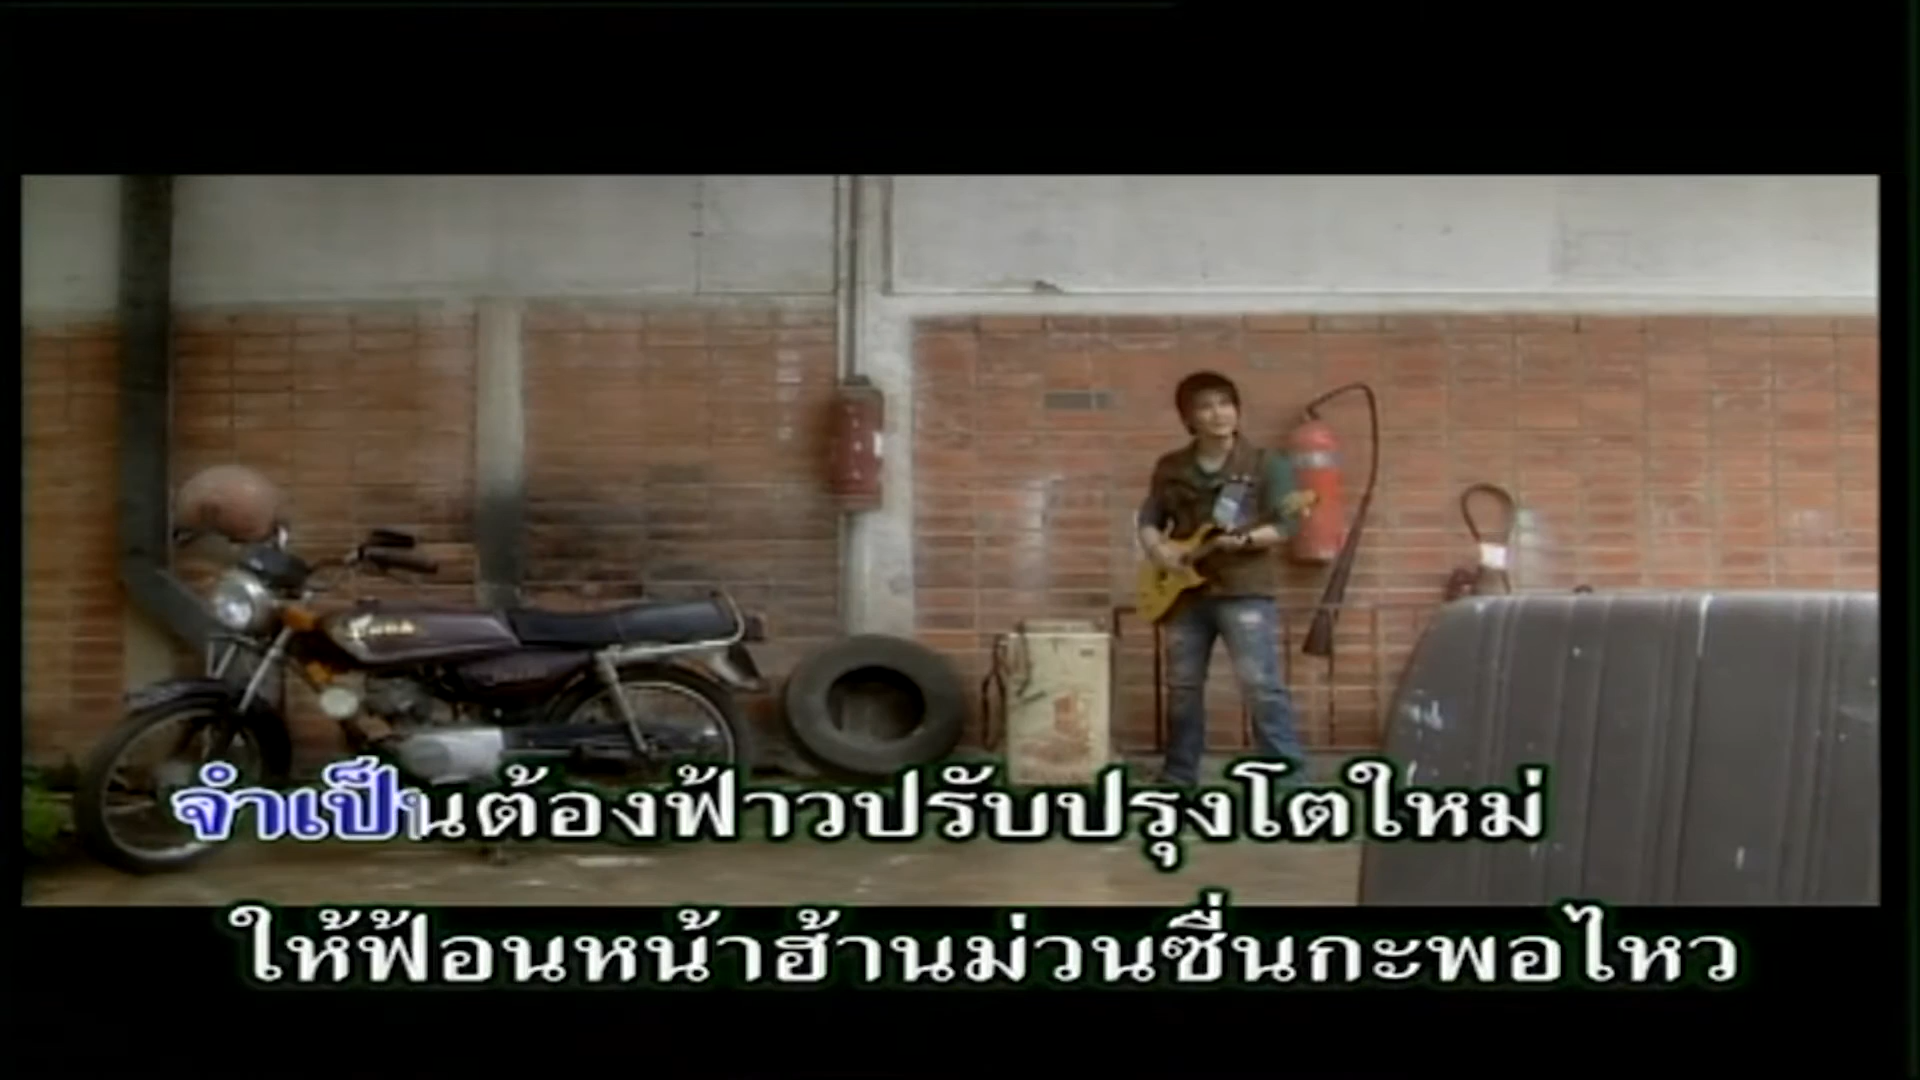 จำเป็นต้องฟ้าวปรับปรุงโตใหม่
ให้ฟ้อนหน้าฮ้านม่วนซื่นกะพอไหว